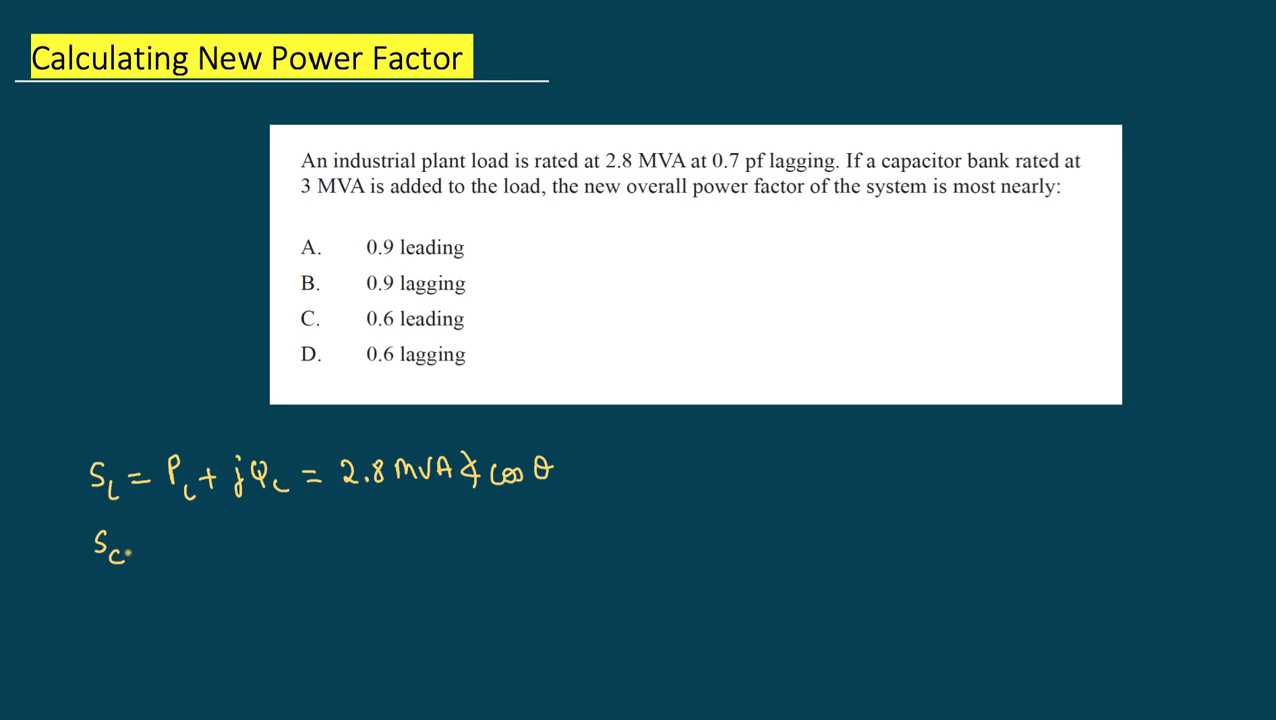 Calculating New Power Factor
An industrial plant load is rated at 2.8 MVA at 0.7 pf lagging. If a capacitor bank rated at
3 MVA is added to the load, the new overall power factor of the system is most nearly:
A. 0.9 leading
B. 0.9 lagging
C. 0.6 leading
D. 0.6 lagging
S_L = P_L + jQ_L = 2.8 MVA ∡ cos θ
S_C